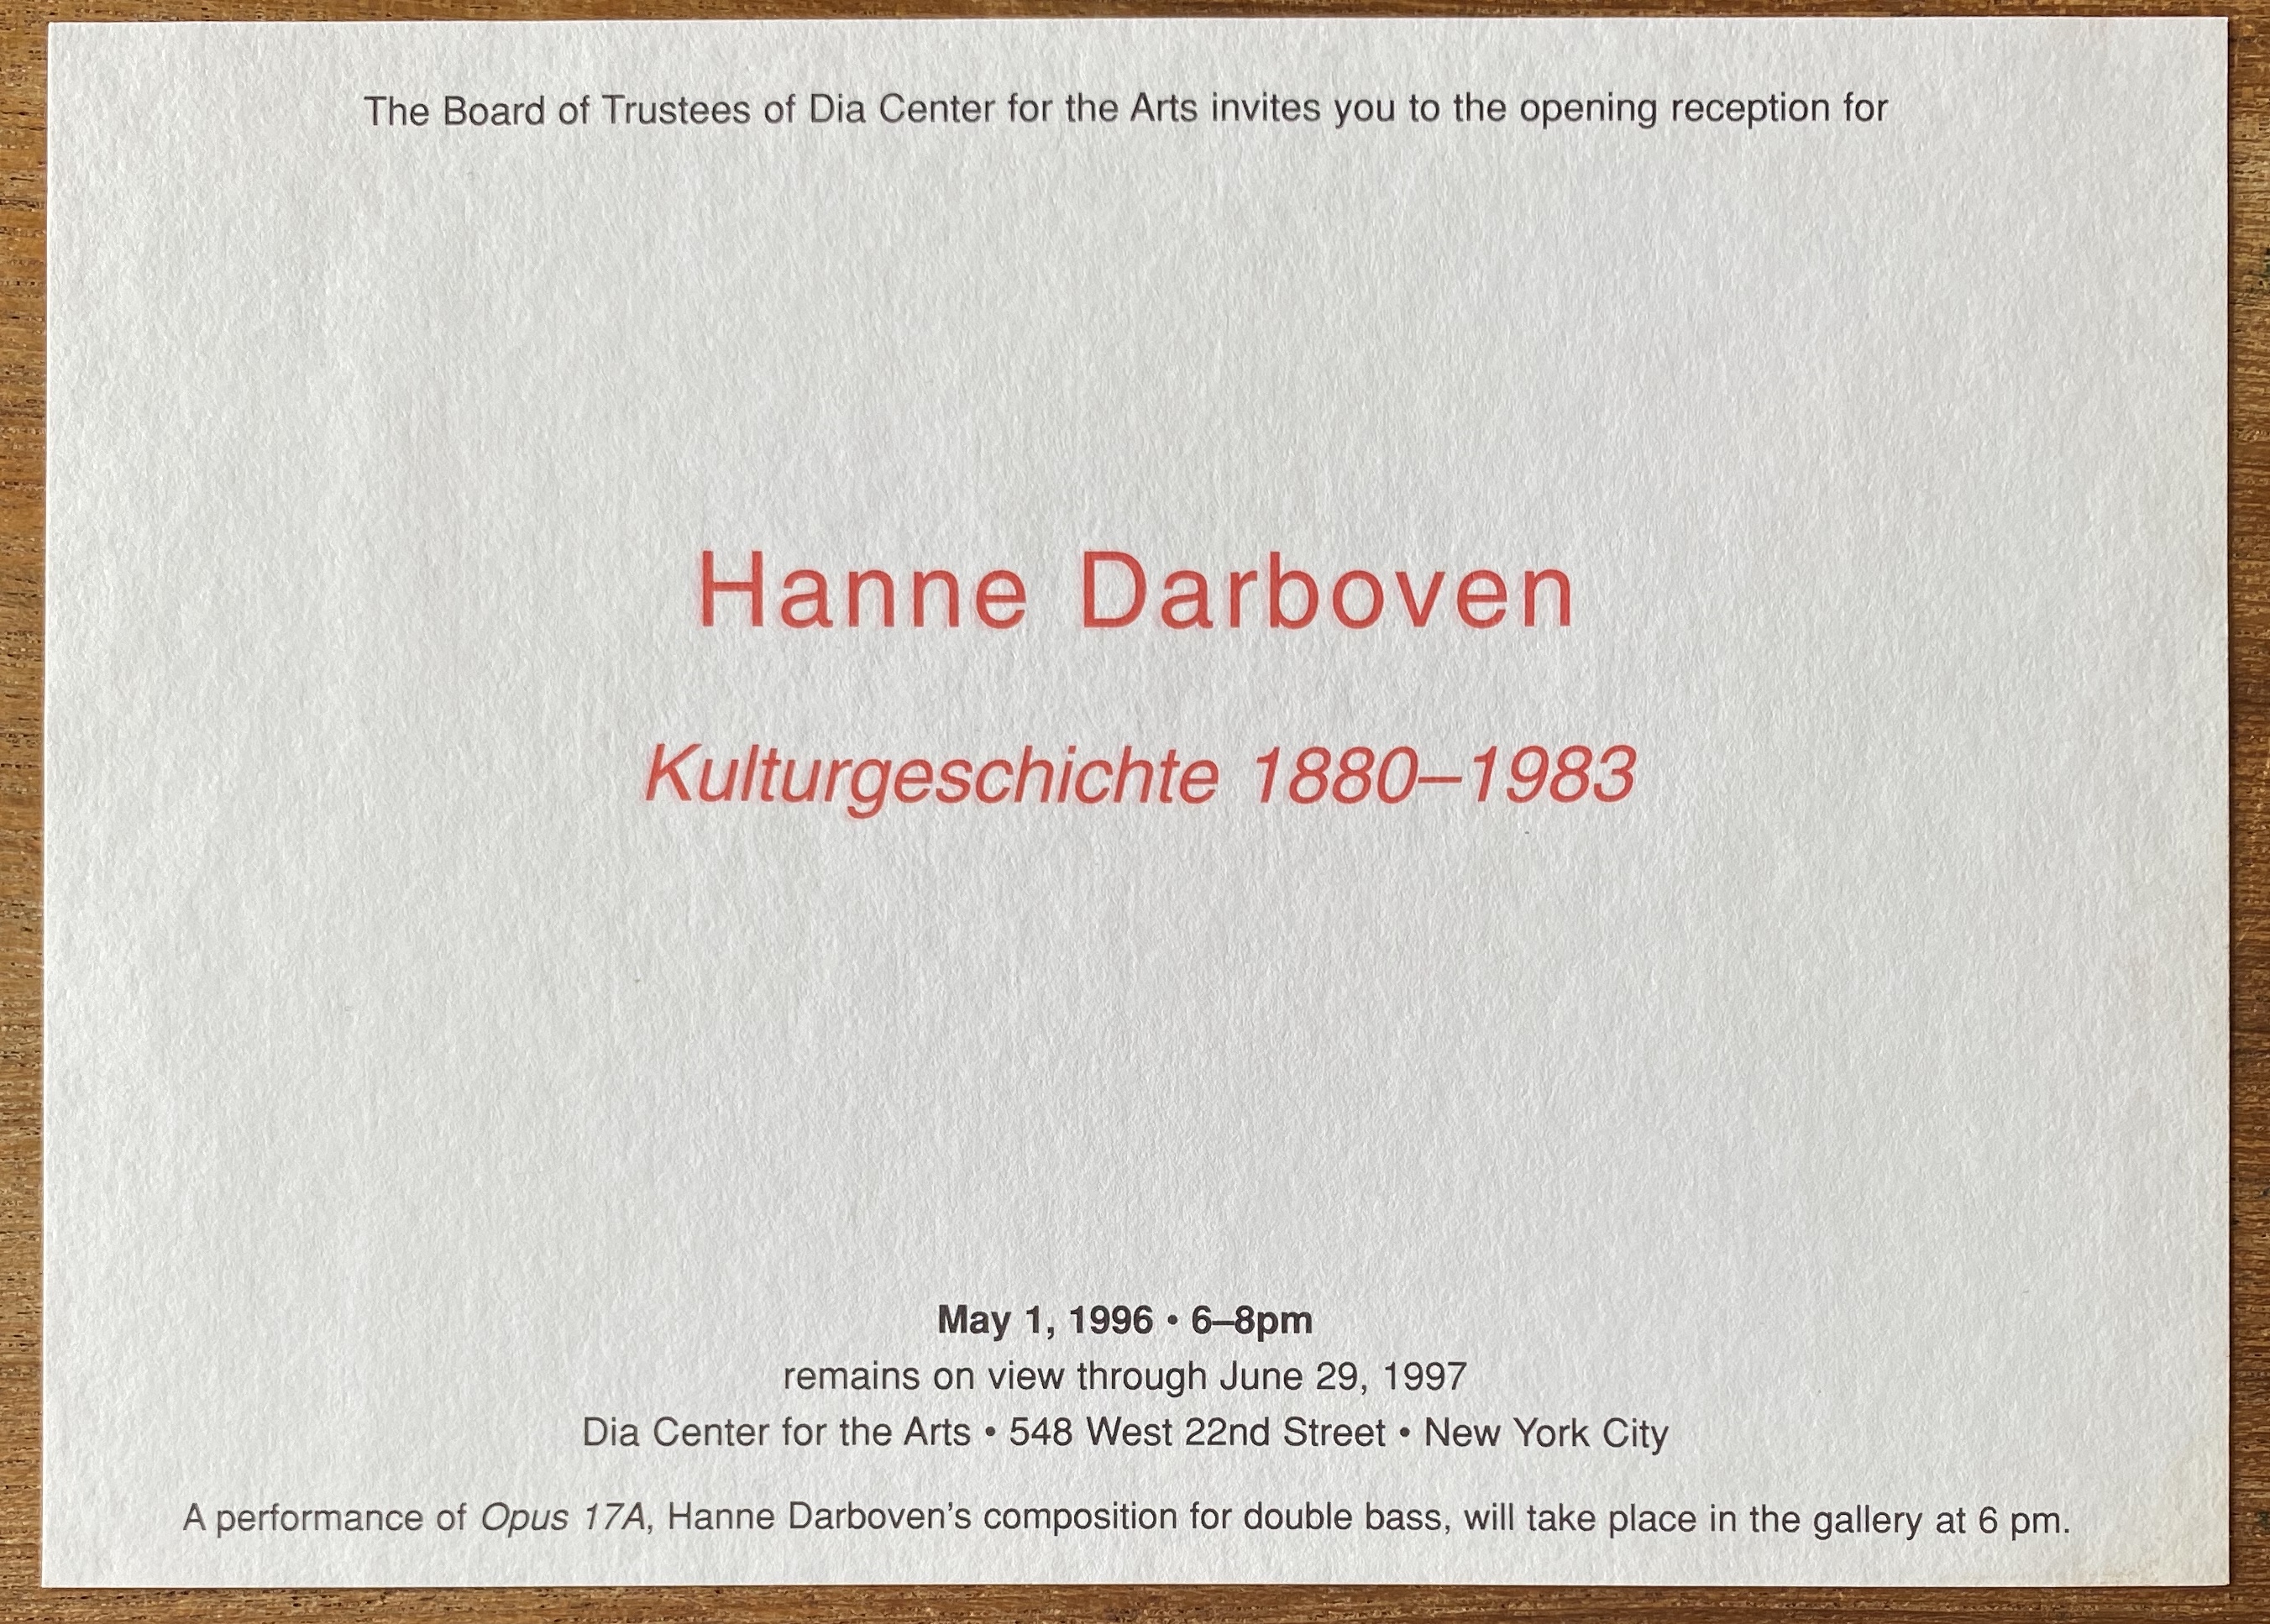 The Board of Trustees of Dia Center for the Arts invites you to the opening reception for
Hanne Darboven
Kulturgeschichte 1880–1983
May 1, 1996 • 6–8pm
remains on view through June 29, 1997
Dia Center for the Arts • 548 West 22nd Street • New York City
A performance of Opus 17A, Hanne Darboven's composition for double bass, will take place in the gallery at 6 pm.